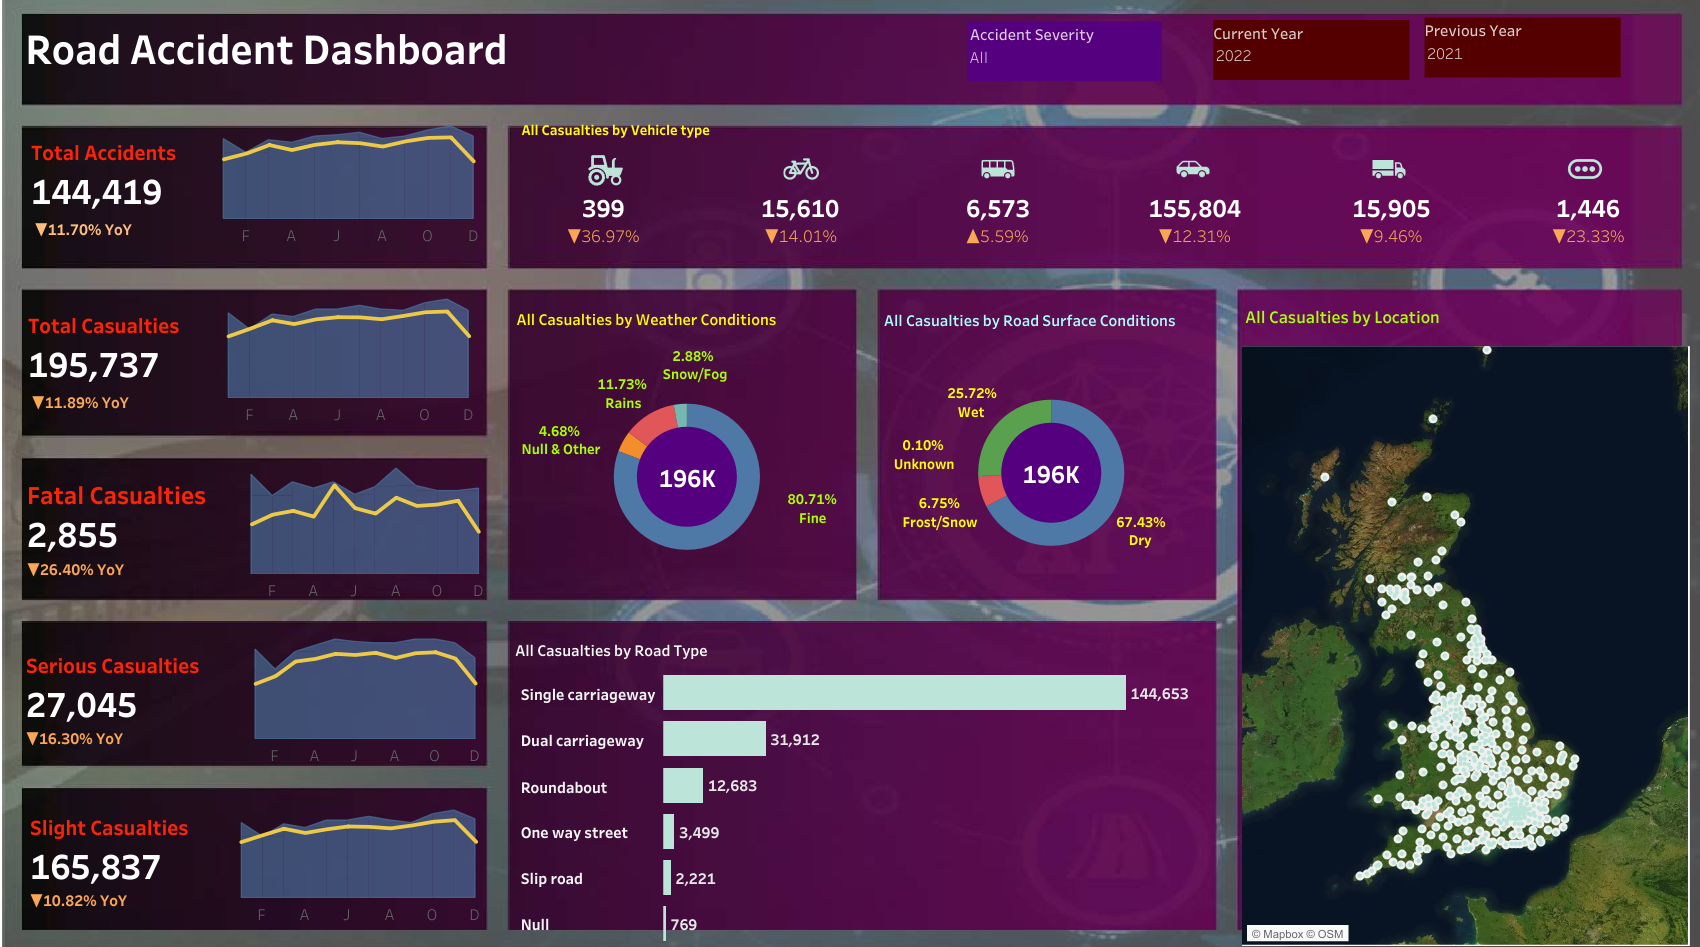 Road Accident Dashboard
Accident Severity
All
Current Year
2022
Previous Year
2021
Total Accidents
144,419
▼11.70% YoY
F A J A O D
All Casualties by Vehicle type
399
▼36.97%
15,610
▼14.01%
6,573
▲5.59%
155,804
▼12.31%
15,905
▼9.46%
1,446
▼23.33%
Total Casualties
195,737
▼11.89% YoY
F A J A O D
Fatal Casualties
2,855
▼26.40% YoY
F A J A O D
Serious Casualties
27,045
▼16.30% YoY
F A J A O D
Slight Casualties
165,837
▼10.82% YoY
F A J A O D
All Casualties by Weather Conditions
2.88%
Snow/Fog
11.73%
Rains
4.68%
Null & Other
196K
80.71%
Fine
All Casualties by Road Surface Conditions
25.72%
Wet
0.10%
Unknown
196K
6.75%
Frost/Snow
67.43%
Dry
All Casualties by Road Type
Single carriageway 144,653
Dual carriageway 31,912
Roundabout 12,683
One way street 3,499
Slip road 2,221
Null 769
All Casualties by Location
© Mapbox © OSM